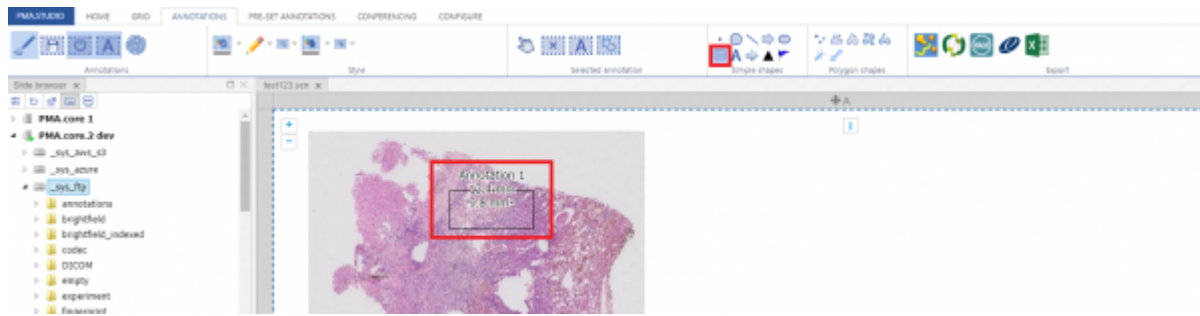 PMA.STUDIO HOME GRID ANNOTATIONS PRE-SET ANNOTATIONS CONFERENCING CONFIGURE
Annotations Style Selected annotation Simple shapes Polygon shapes Export
Slide browser test123.scn
A
PMA.core 1
PMA.core.2 dev
_sys_aws_s3
_sys_azure
_sys_ftp
annotations
brightfield
brightfield_indexed
codec
DICOM
empty
experiment
fingerprint
Annotation 1